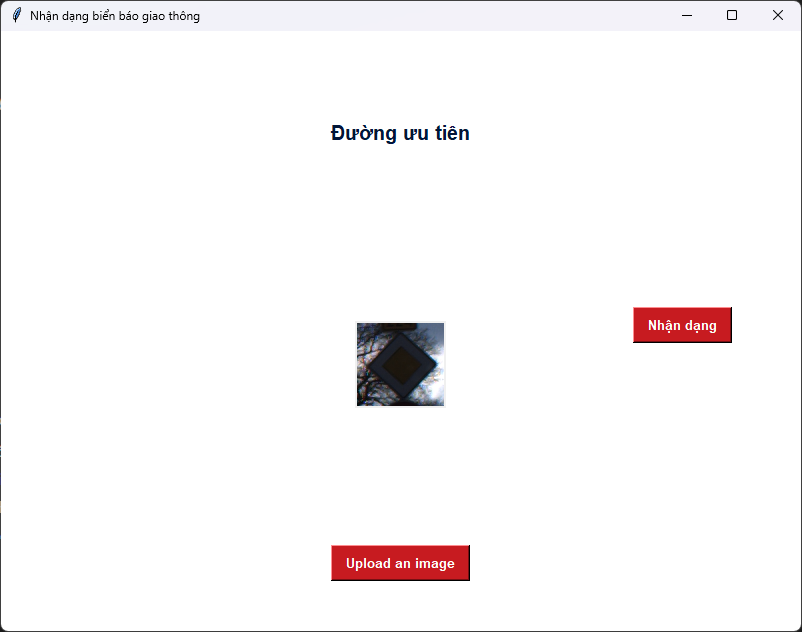 Nhận dạng biển báo giao thông
Đường ưu tiên
Nhận dạng
Upload an image